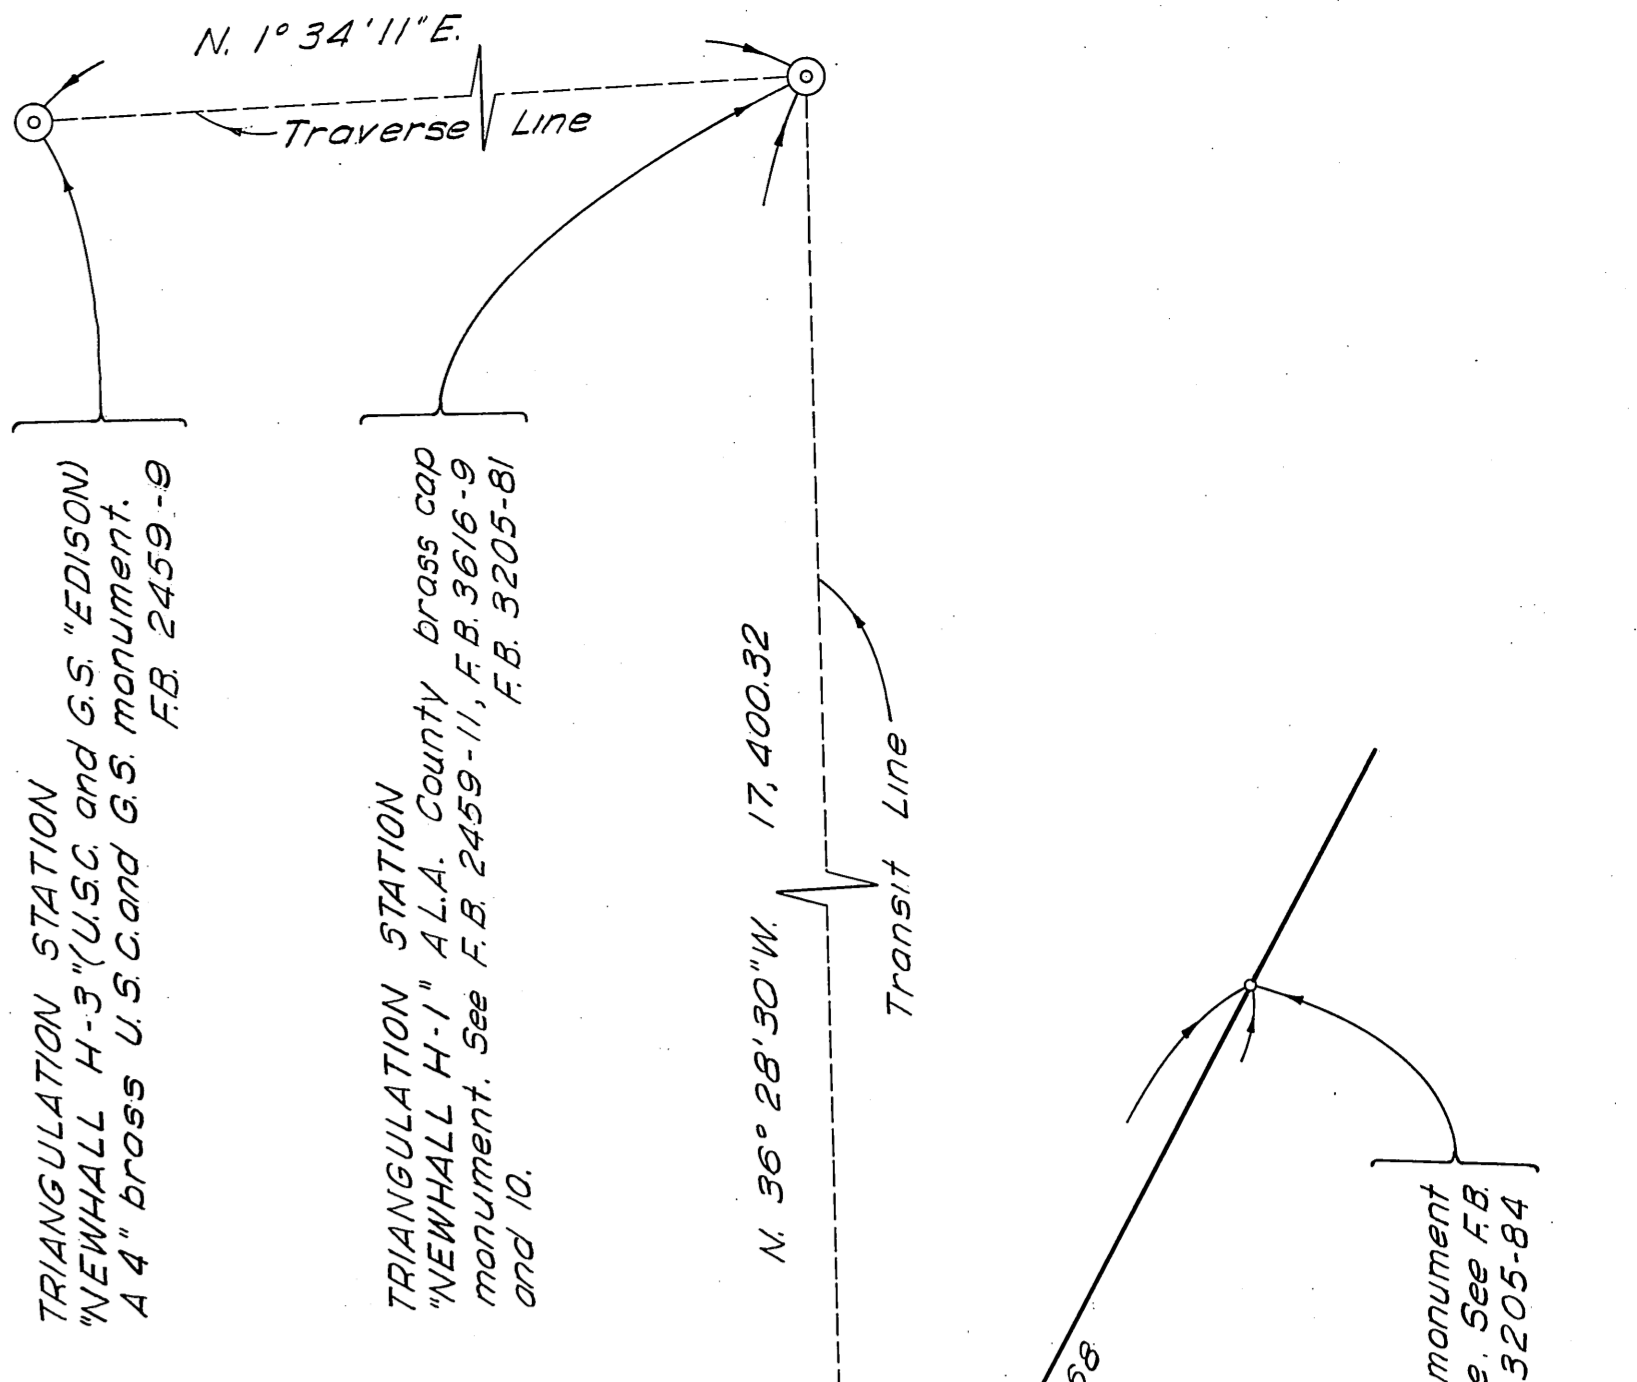 N. 1° 34' 11" E.
Traverse Line
TRIANGULATION STATION
"NEWHALL H-3" (U.S.C. and G.S. "EDISON)
A 4" brass U.S.C. and G.S. monument.
F.B. 2459-9
TRIANGULATION STATION
"NEWHALL H-1" A L.A. County brass cap
monument. See F.B. 2459-11, F.B. 3616-9
F.B. 3205-81
and 10.
N. 36° 28' 30" W. 17,400.32
Transit Line
68
monument
e. See F.B.
3205-84